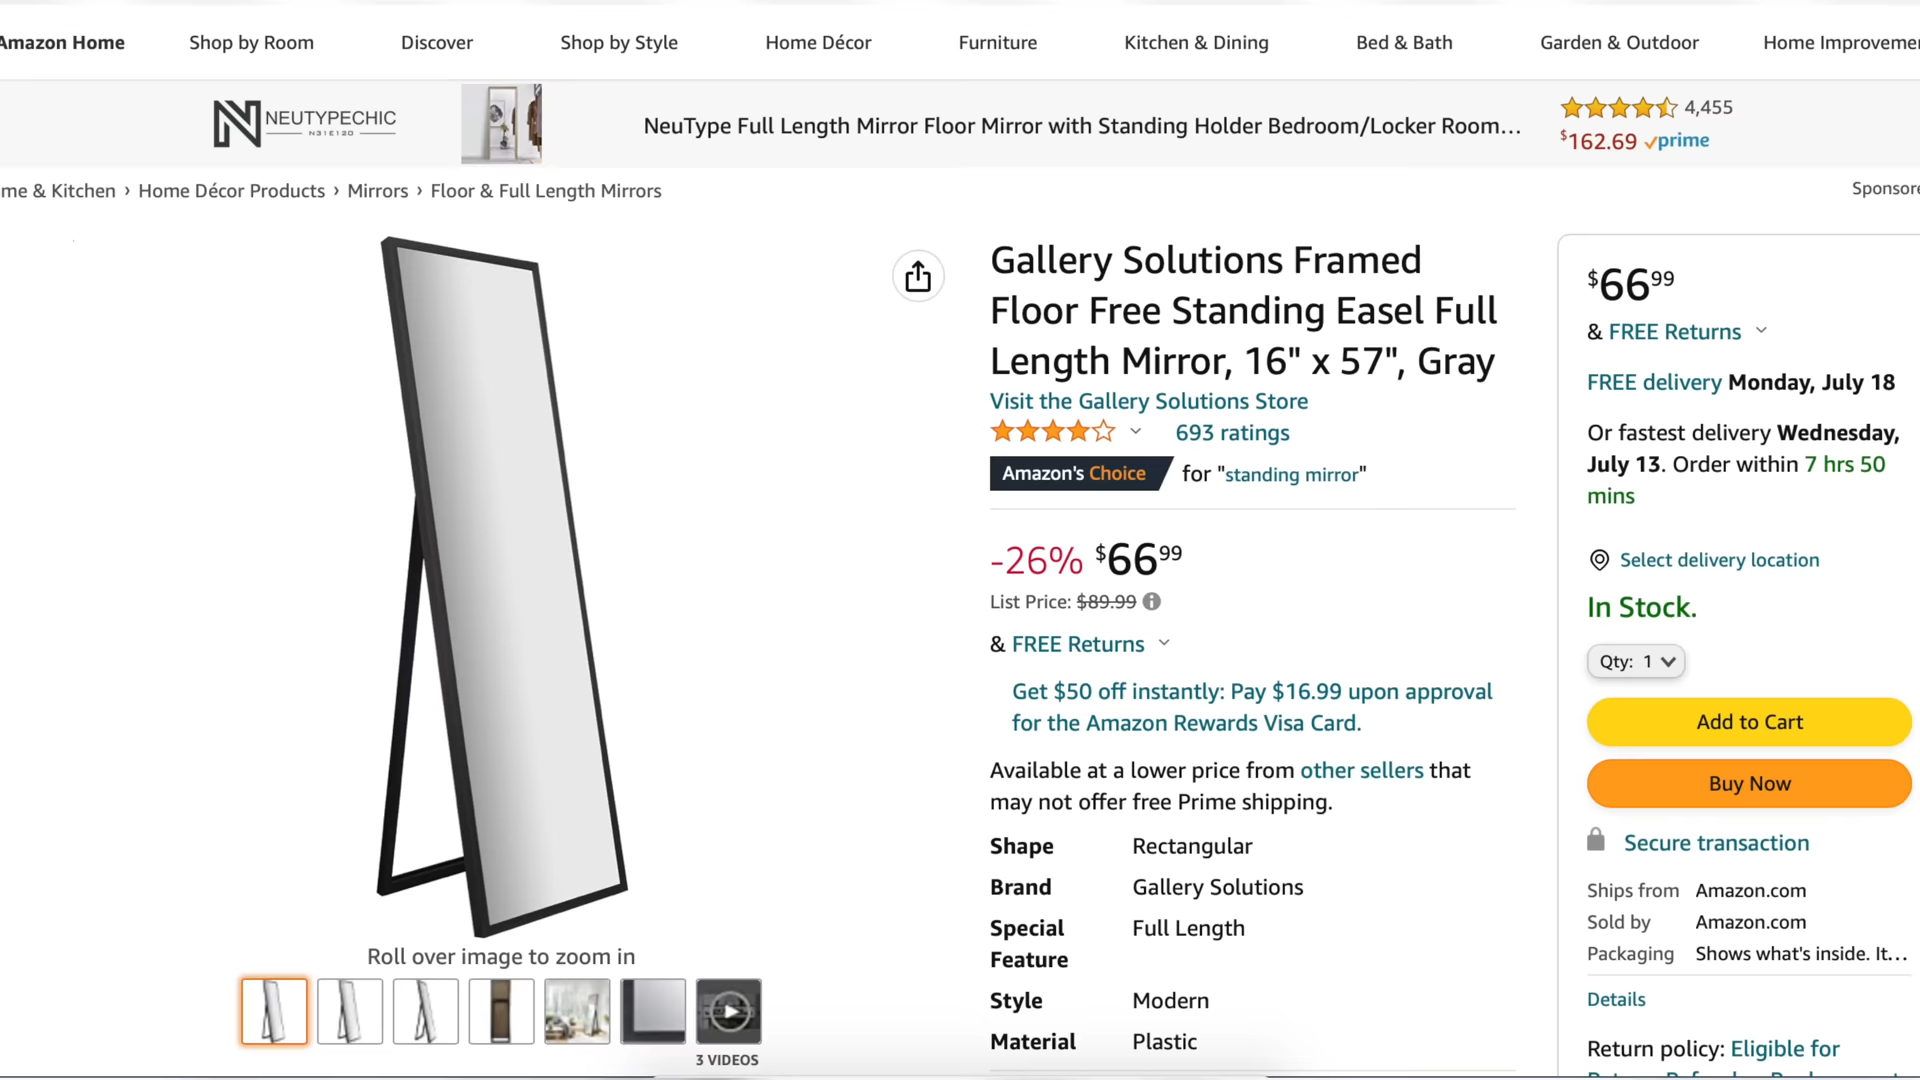 Amazon Home Shop by Room Discover Shop by Style Home Décor Furniture Kitchen & Dining Bed & Bath Garden & Outdoor Home Improvemen
NEUTYPECHIC
N31E120
NeuType Full Length Mirror Floor Mirror with Standing Holder Bedroom/Locker Room...
4,455
$162.69 prime
me & Kitchen › Home Décor Products › Mirrors › Floor & Full Length Mirrors
Sponsore
Roll over image to zoom in
3 VIDEOS
Gallery Solutions Framed
Floor Free Standing Easel Full
Length Mirror, 16" x 57", Gray
Visit the Gallery Solutions Store
693 ratings
Amazon's Choice for "standing mirror"
-26% $66 99
List Price: $89.99
& FREE Returns
Get $50 off instantly: Pay $16.99 upon approval
for the Amazon Rewards Visa Card.
Available at a lower price from other sellers that
may not offer free Prime shipping.
Shape Rectangular
Brand Gallery Solutions
Special Full Length
Feature
Style Modern
Material Plastic
$66 99
& FREE Returns
FREE delivery Monday, July 18
Or fastest delivery Wednesday,
July 13. Order within 7 hrs 50
mins
Select delivery location
In Stock.
Qty: 1
Add to Cart
Buy Now
Secure transaction
Ships from Amazon.com
Sold by Amazon.com
Packaging Shows what's inside. It...
Details
Return policy: Eligible for